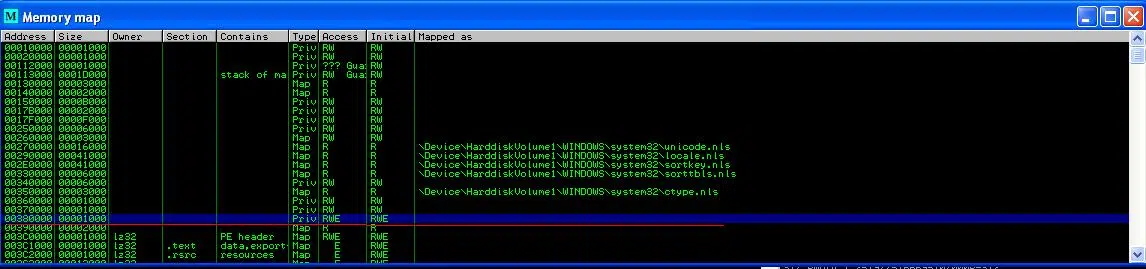 M Memory map
Address Size Owner Section Contains Type Access Initial Mapped as
00010000 00001000 Priv RW RW
00020000 00001000 Priv RW RW
00112000 00001000 Priv ??? Gua RW
00113000 0001D000 stack of ma Priv RW Gua RW
00130000 00003000 Map R R
00140000 00002000 Map R R
00150000 0000B000 Priv RW RW
0017B000 00002000 Priv RW RW
0017F000 0000F000 Priv RW RW
00250000 00006000 Priv RW RW
00260000 00003000 Map RW RW
00270000 00016000 Map R R \Device\HarddiskVolume1\WINDOWS\system32\unicode.nls
00290000 00041000 Map R R \Device\HarddiskVolume1\WINDOWS\system32\locale.nls
002E0000 00041000 Map R R \Device\HarddiskVolume1\WINDOWS\system32\sortkey.nls
00330000 00006000 Map R R \Device\HarddiskVolume1\WINDOWS\system32\sorttbls.nls
00340000 00006000 Priv RW RW
00350000 00003000 Map R R \Device\HarddiskVolume1\WINDOWS\system32\ctype.nls
00360000 00001000 Priv RW RW
00370000 00001000 Priv RW RW
00380000 00001000 Priv RWE RWE
00390000 00002000 Map R R
003C0000 00001000 lz32 PE header Map RWE RWE
003C1000 00001000 lz32 .text data,export Map E RWE
003C2000 00001000 lz32 .rsrc resources Map E RWE